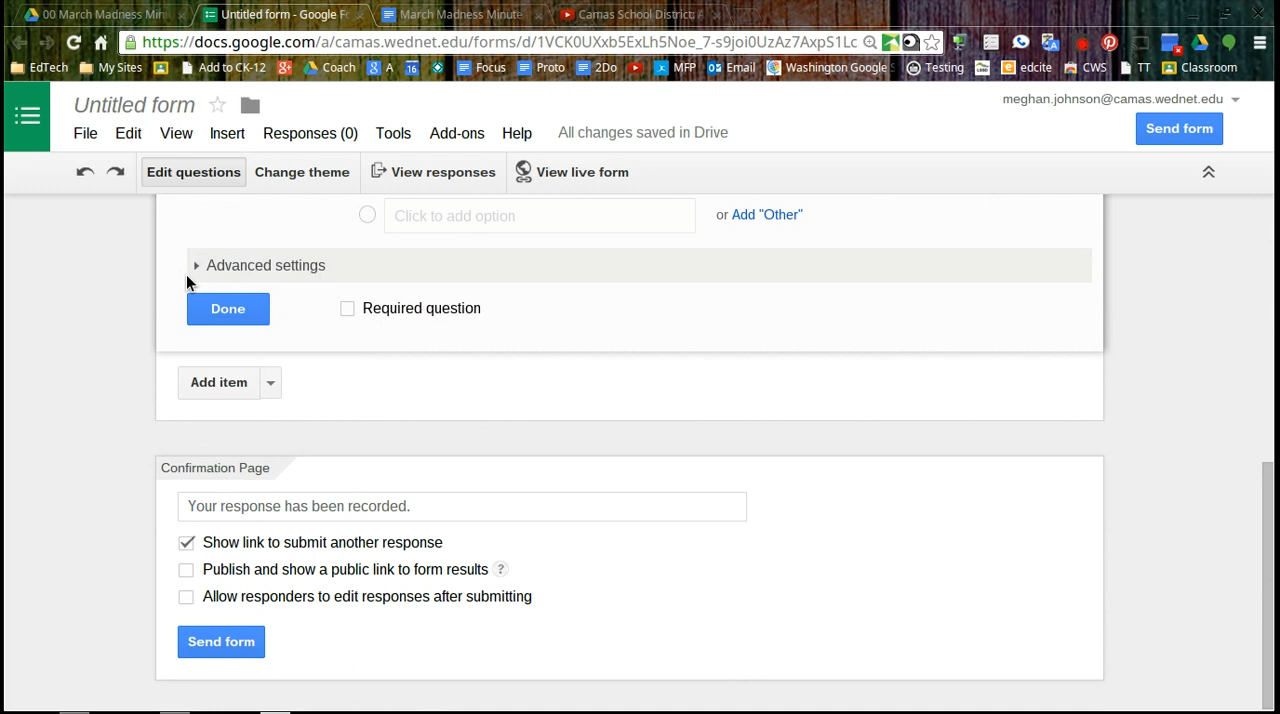 00 March Madness Min
Untitled form - Google F
March Madness Minute
Camas School District:
https://docs.google.com/a/camas.wednet.edu/forms/d/1VCK0UXxb5ExLh5Noe_7-s9joi0UzAz7AxpS1Lc
EdTech My Sites Add to CK-12 Coach A 16 Focus Proto 2Do MFP Email Washington Google Testing edcite CWS TT Classroom
Untitled form
meghan.johnson@camas.wednet.edu
File Edit View Insert Responses (0) Tools Add-ons Help All changes saved in Drive
Send form
Edit questions Change theme View responses View live form
Click to add option or Add "Other"
Advanced settings
Done Required question
Add item
Confirmation Page
Your response has been recorded.
Show link to submit another response
Publish and show a public link to form results ?
Allow responders to edit responses after submitting
Send form